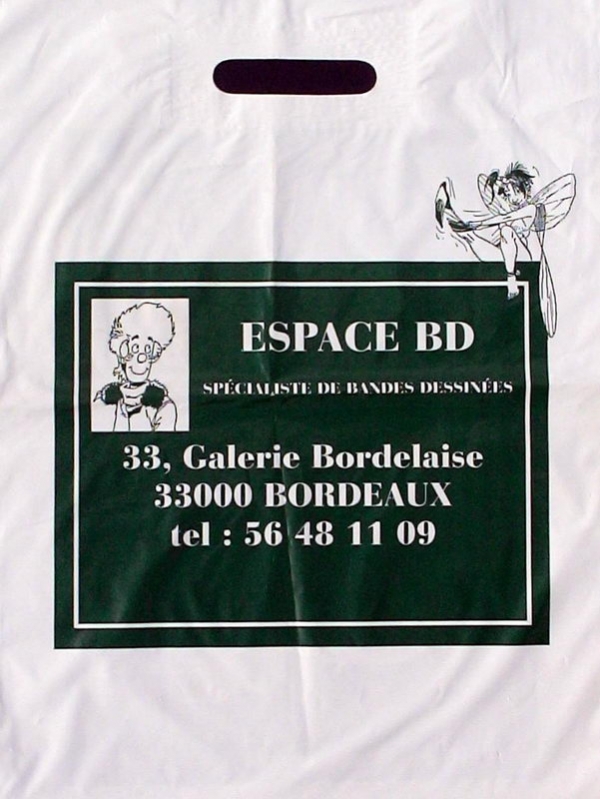 ESPACE BD
SPÉCIALISTE DE BANDES DESSINÉES
33, Galerie Bordelaise
33000 BORDEAUX
tel : 56 48 11 09